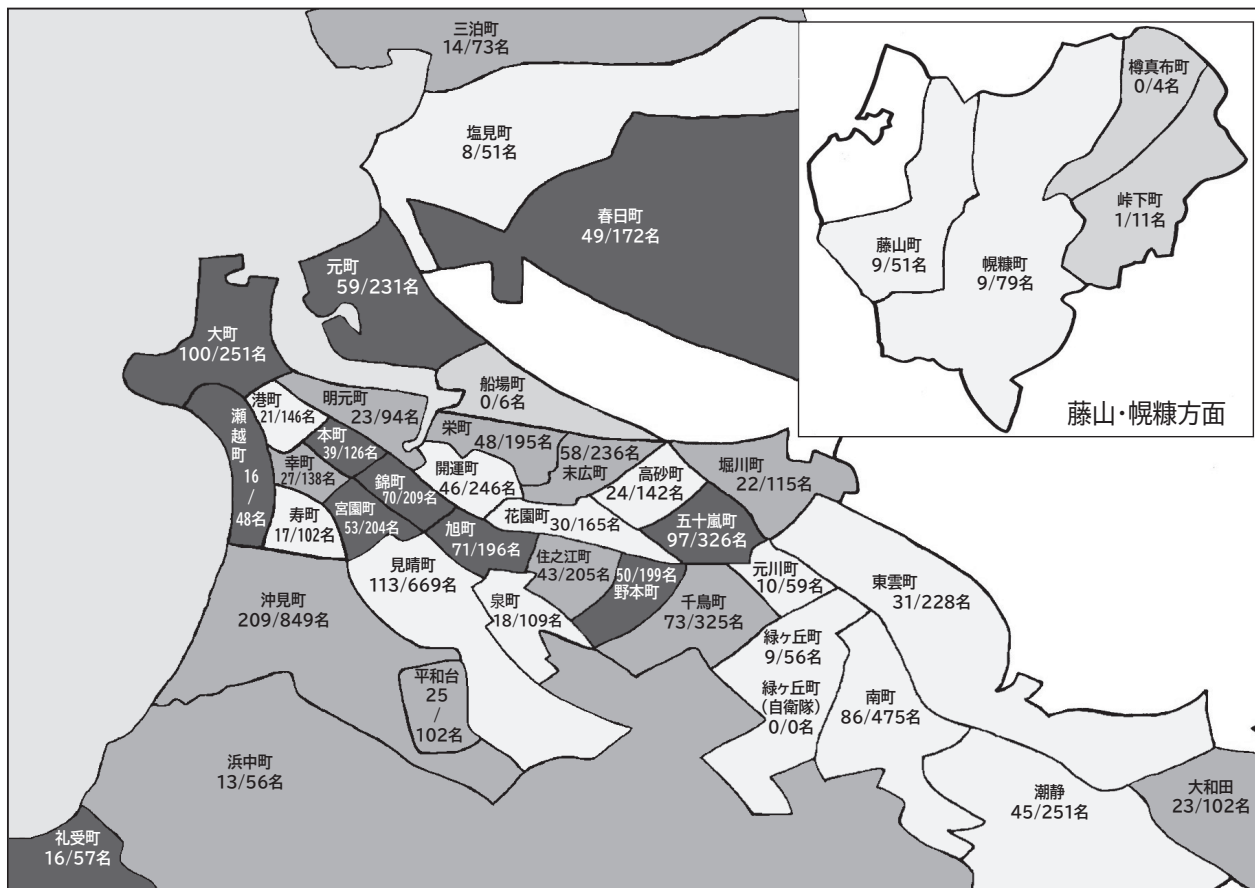 三泊町
14/73名
塩見町
8/51名
春日町
49/172名
元町
59/231名
大町
100/251名
瀬越町
16
/
48名
港町
21/146名
明元町
23/94名
本町
39/126名
幸町
27/138名
寿町
17/102名
宮園町
53/204名
錦町
70/209名
旭町
71/196名
船場町
0/6名
栄町
48/195名
58/236名
末広町
開運町
46/246名
高砂町
24/142名
花園町
30/165名
堀川町
22/115名
五十嵐町
97/326名
住之江町
43/205名
50/199名
野本町
見晴町
113/669名
泉町
18/109名
千鳥町
73/325名
元川町
10/59名
東雲町
31/228名
沖見町
209/849名
平和台
25
/
102名
緑ヶ丘町
9/56名
緑ヶ丘町
(自衛隊)
0/0名
南町
86/475名
浜中町
13/56名
潮静
45/251名
大和田
23/102名
礼受町
16/57名
樽真布町
0/4名
峠下町
1/11名
藤山町
9/51名
幌糠町
9/79名
藤山・幌糠方面